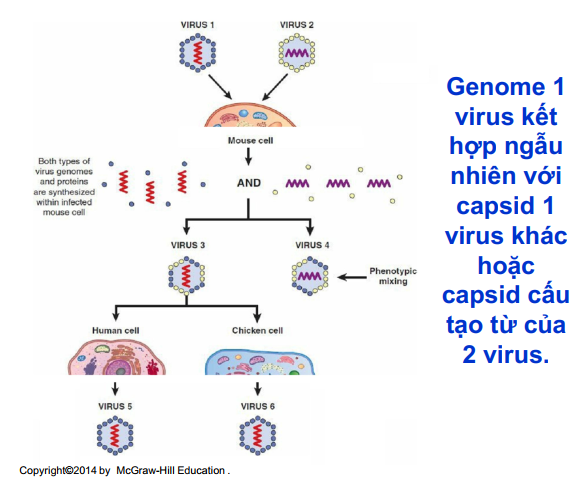 VIRUS 1
VIRUS 2
Mouse cell
Both types of
virus genomes
and proteins
are synthesized
within infected
mouse cell
AND
VIRUS 3
VIRUS 4
Phenotypic
mixing
Human cell
Chicken cell
VIRUS 5
VIRUS 6
Genome 1
virus kết
hợp ngẫu
nhiên với
capsid 1
virus khác
hoặc
capsid cấu
tạo từ của
2 virus.
Copyright©2014 by McGraw-Hill Education .